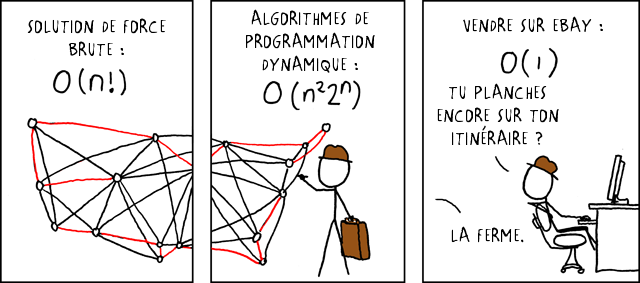 SOLUTION DE FORCE
BRUTE :
O(n!)
ALGORITHMES DE
PROGRAMMATION
DYNAMIQUE :
O(n²2ⁿ)
VENDRE SUR EBAY :
O(1)
TU PLANCHES
ENCORE SUR TON
ITINÉRAIRE ?
LA FERME.